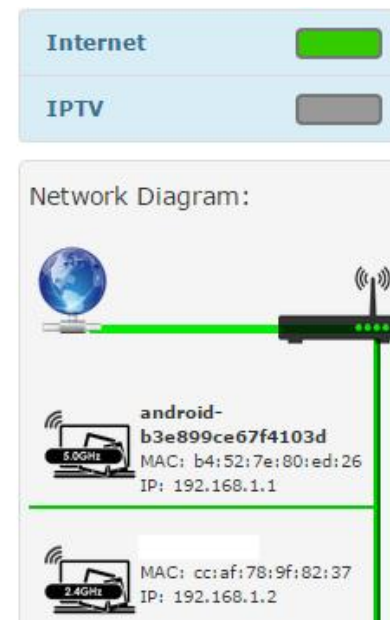 Internet
IPTV
Network Diagram:
android-
b3e899ce67f4103d
5.0GHz
MAC: b4:52:7e:80:ed:26
IP: 192.168.1.1
2.4GHz
MAC: cc:af:78:9f:82:37
IP: 192.168.1.2